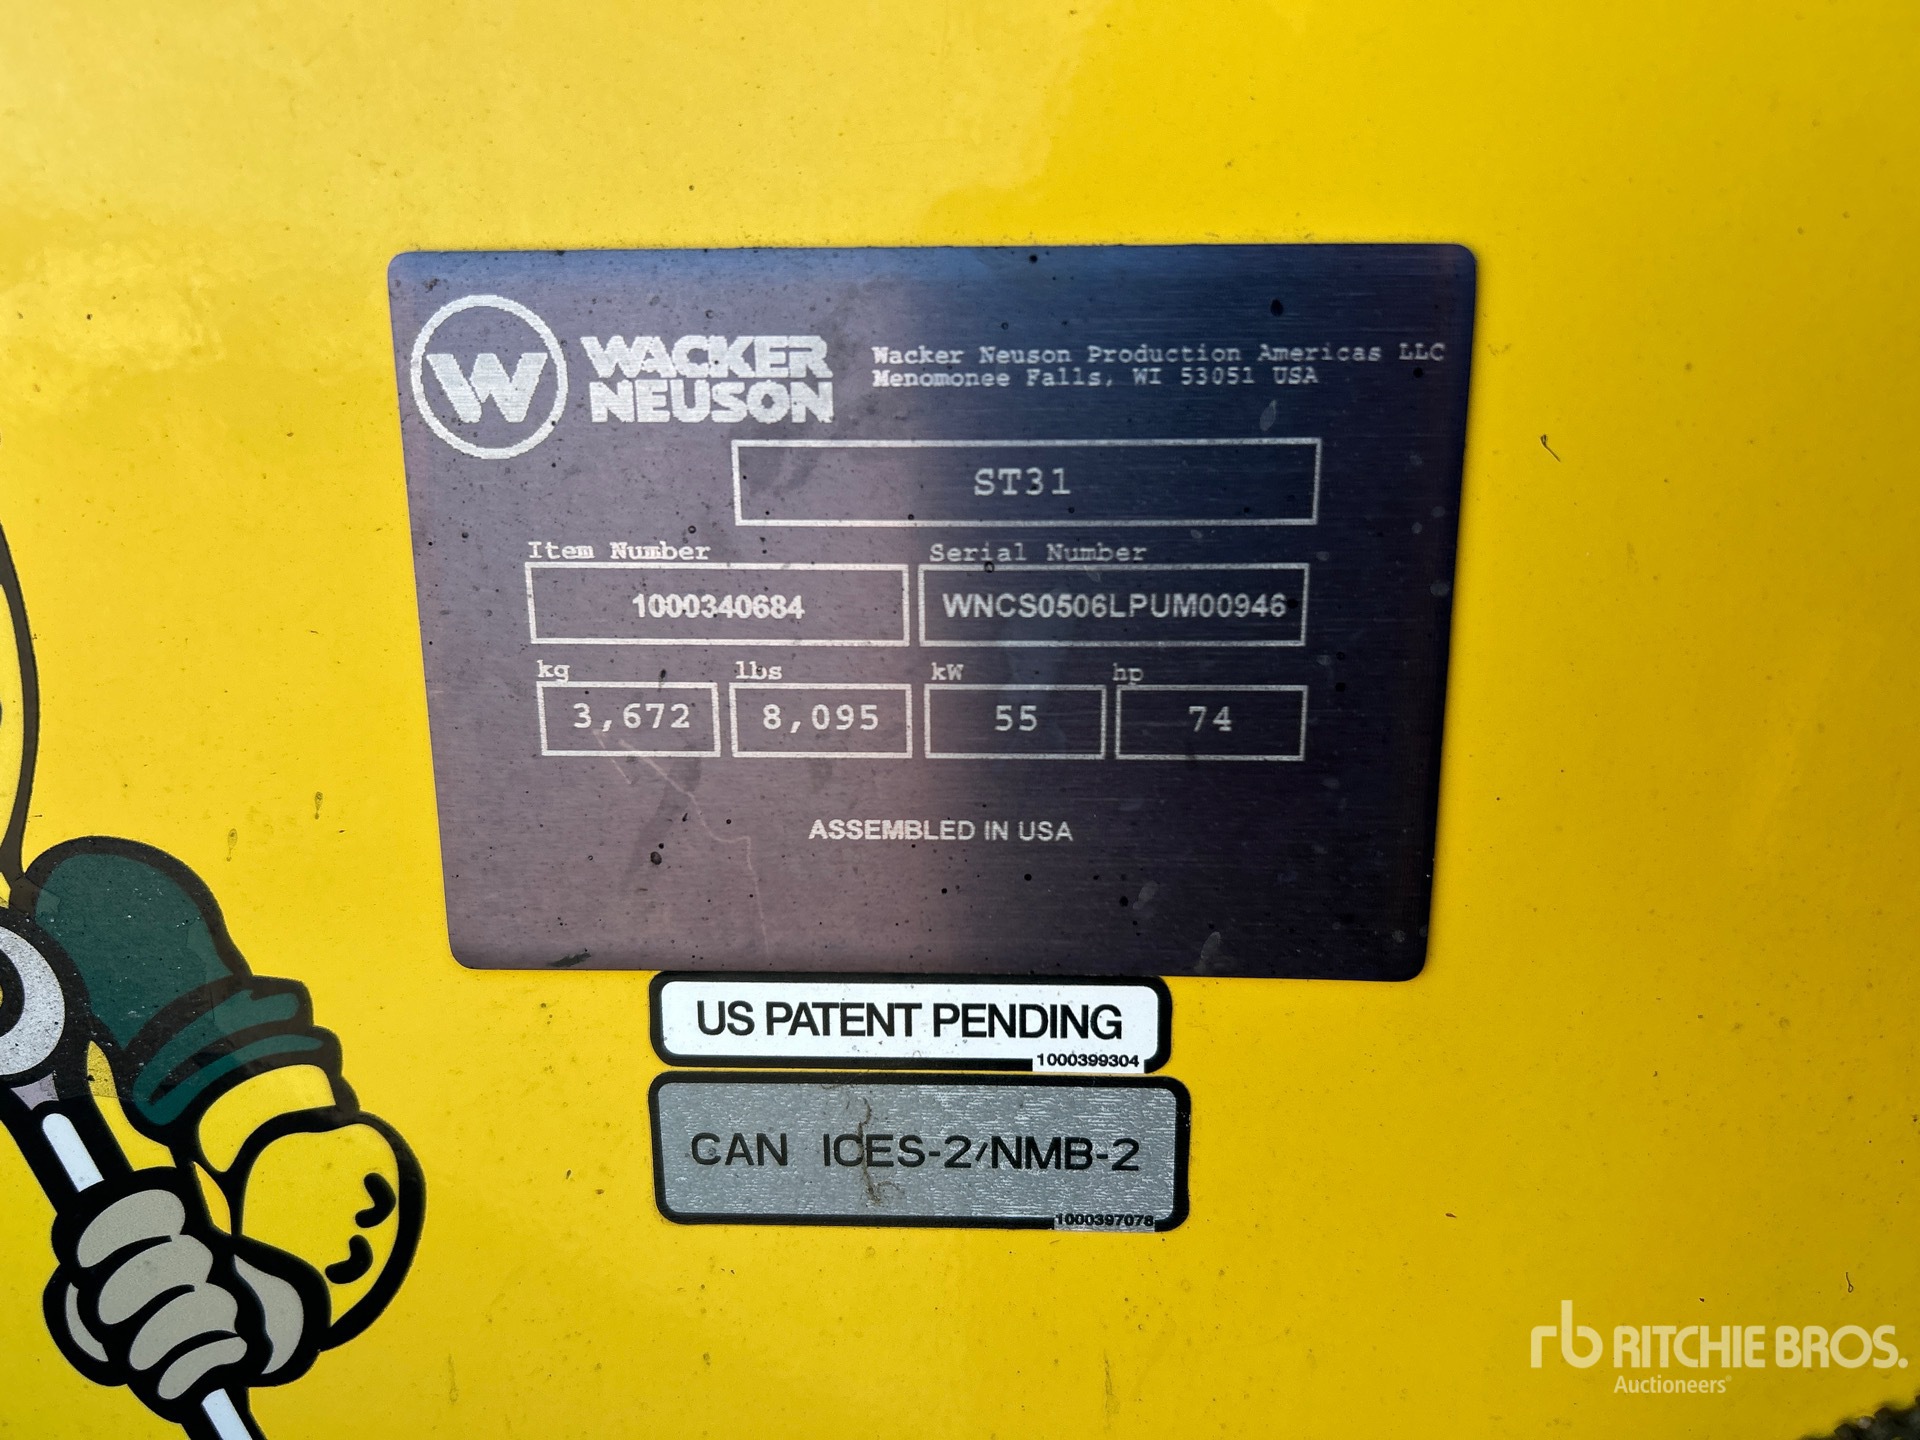 W
WACKER
NEUSON
Wacker Neuson Production Americas LLC
Menomonee Falls, WI 53051 USA
ST31
Item Number
Serial Number
1000340684
WNCS0506LPUM00946
kg
lbs
kW
hp
3,672
8,095
55
74
ASSEMBLED IN USA
US PATENT PENDING
1000399304
CAN ICES-2/NMB-2
1000397078
rb RITCHIE BROS.
Auctioneers